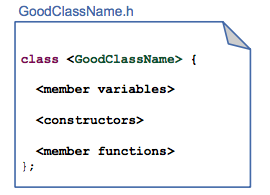 GoodClassName.h
class <GoodClassName> {
<member variables>
<constructors>
<member functions>
};